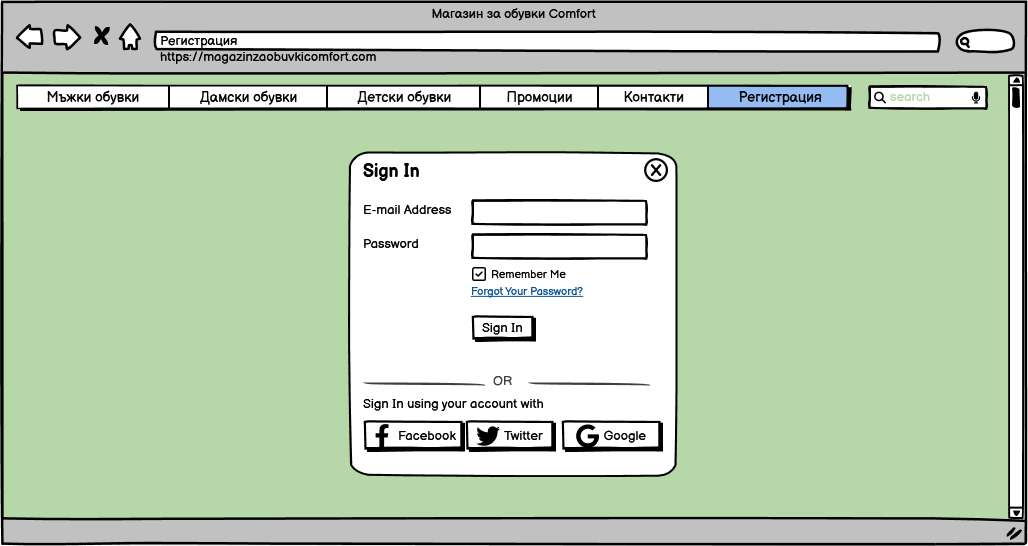 Магазин за обувки Comfort
Регистрация
https://magazinzaobuvkicomfort.com
Мъжки обувки Дамски обувки Детски обувки Промоции Контакти Регистрация search
Sign In
E-mail Address
Password
Remember Me
Forgot Your Password?
Sign In
OR
Sign In using your account with
Facebook Twitter Google